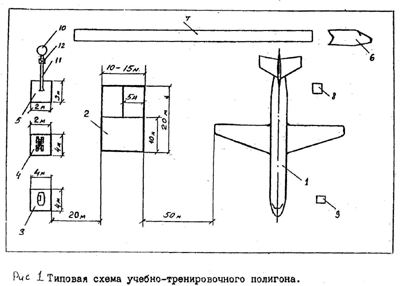 10
12
11
7
6
5
2м
3м
10-15м
5м
2
20м
10м
8
2м
4
4м
1
4м
4м
3
20м
50м
9
Рис 1. Типовая схема учебно-тренировочного полигона.